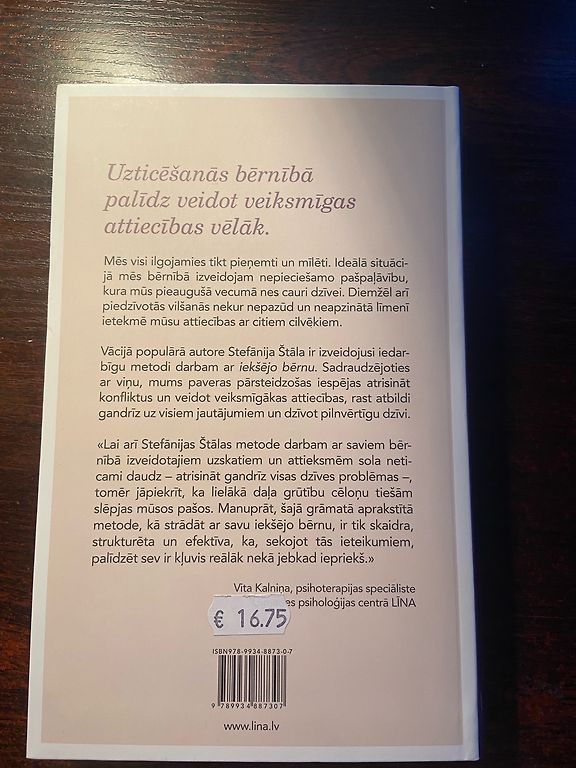 Uzticēšanās bērnībā
palīdz veidot veiksmīgas
attiecības vēlāk.
Mēs visi ilgojamies tikt pieņemti un mīlēti. Ideālā situāci-
jā mēs bērnībā izveidojam nepieciešamo pašpaļāvību,
kura mūs pieaugušā vecumā nes cauri dzīvei. Diemžēl arī
piedzīvotās vilšanās nekur nepazūd un neapzinātā līmenī
ietekmē mūsu attiecības ar citiem cilvēkiem.
Vācijā populārā autore Stefānija Štāla ir izveidojusi iedar-
bīgu metodi darbam ar iekšējo bērnu. Sadraudzējoties
ar viņu, mums paveras pārsteidzošas iespējas atrisināt
konfliktus un veidot veiksmīgākas attiecības, rast atbildi
gandrīz uz visiem jautājumiem un dzīvot pilnvērtīgu dzīvi.
«Lai arī Stefānijas Štālas metode darbam ar saviem bēr-
nībā izveidotajiem uzskatiem un attieksmēm sola neti-
cami daudz – atrisināt gandrīz visas dzīves problēmas –,
tomēr jāpiekrīt, ka lielākā daļa grūtību cēloņu tiešām
slēpjas mūsos pašos. Manuprāt, šajā grāmatā aprakstītā
metode, kā strādāt ar savu iekšējo bērnu, ir tik skaidra,
strukturēta un efektīva, ka, sekojot tās ieteikumiem,
palīdzēt sev ir kļuvis reālāk nekā jebkad iepriekš.»
Vita Kalniņa, psihoterapijas speciāliste
es psiholoģijas centrā LĪNA
€ 16.75
ISBN978-9934-8873-0-7
9 789934 887307
www.lina.lv